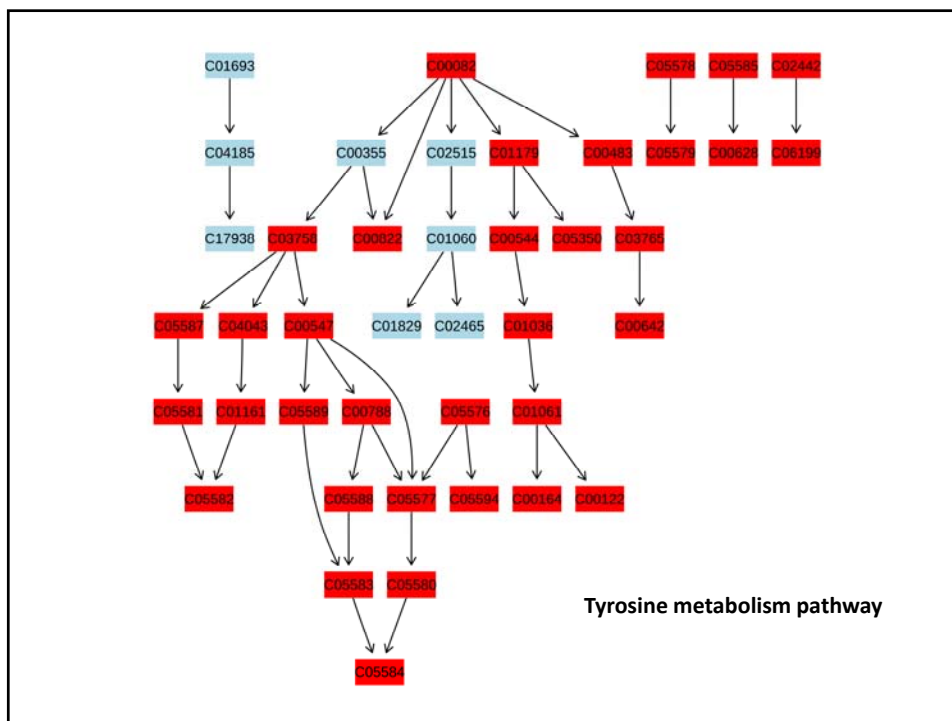 C01693 C00082 C05578 C05585 C02442
C04185 C00355 C02515 C01179 C00483 C05579 C00628 C06199
C17938 C03758 C00822 C01060 C00544 C05350 C03765
C05587 C04043 C00547 C01829 C02465 C01036 C00642
C05581 C01161 C05589 C00788 C05576 C01061
C05582 C05588 C05577 C05594 C00164 C00122
C05583 C05580
Tyrosine metabolism pathway
C05584